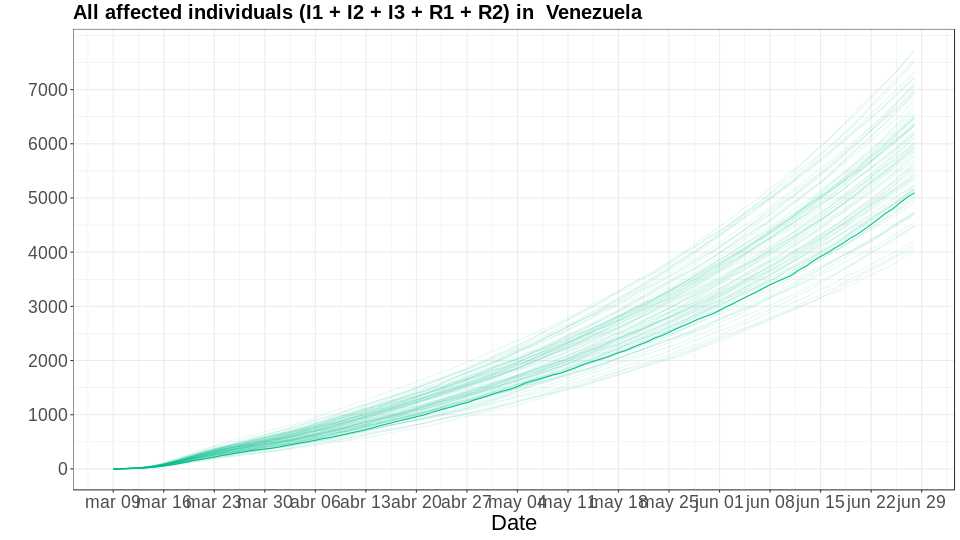 All affected individuals (I1 + I2 + I3 + R1 + R2) in  Venezuela
7000
6000
5000
4000
3000
2000
1000
0
mar 09 mar 16 mar 23 mar 30 abr 06 abr 13 abr 20 abr 27 may 04 may 11 may 18 may 25 jun 01 jun 08 jun 15 jun 22 jun 29
Date